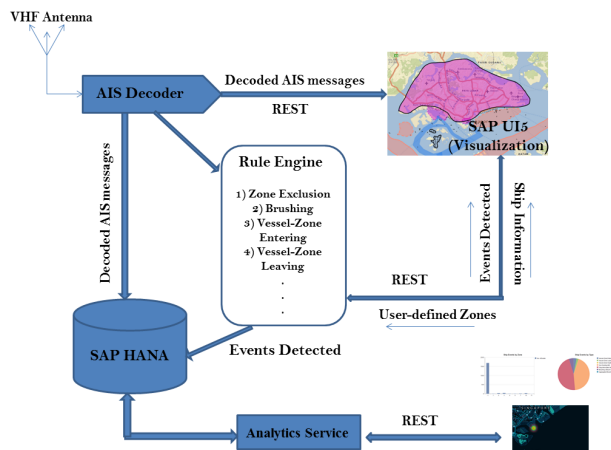 VHF Antenna
AIS Decoder
Decoded AIS messages
REST
SAP UI5
(Visualization)
Decoded AIS messages
Rule Engine
1) Zone Exclusion
2) Brushing
3) Vessel-Zone
Entering
4) Vessel-Zone
Leaving
.
.
.
Events Detected
Ship Information
REST
User-defined Zones
SAP HANA
Events Detected
Analytics Service
REST